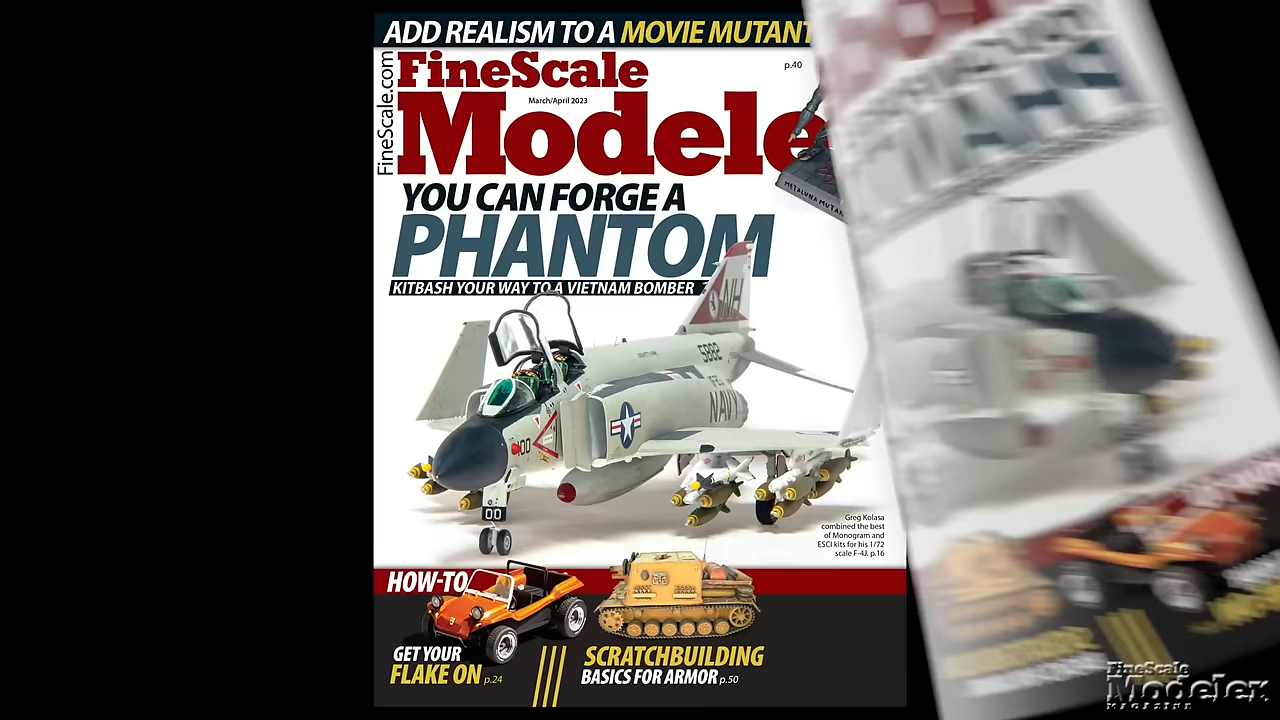 ADD REALISM TO A MOVIE MUTANT
FineScale.com
FineScale
p.40
March/April 2023
Modele
METALUNA MUTA
YOU CAN FORGE A
PHANTOM
KITBASH YOUR WAY TO A VIETNAM BOMBER
NH
5882
NAVY
00
00
Greg Kolasa
combined the best
of Monogram and
ESCI kits for his 1/72
scale F-4J. p.16
HOW-TO
GET YOUR
FLAKE ON p.24
SCRATCHBUILDING
BASICS FOR ARMOR p.50
FineScale
Modeler
MAGAZINE